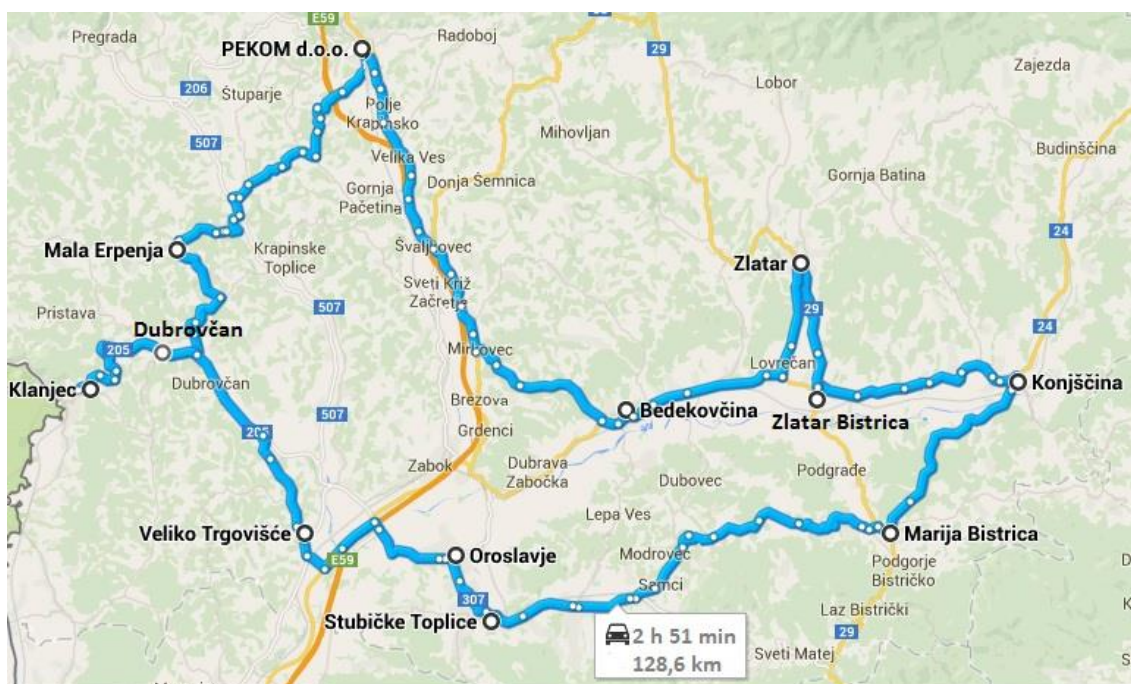 E59
29
Pregrada
PEKOM d.o.o.
Radoboj
Zajezda
Lobor
206
Štuparje
Polje
Krapinsko
Mihovljan
Budinščina
507
Velika Ves
Donja Šemnica
Gornja Batina
Gornja
Pačetina
24
Mala Erpenja
Krapinske
Toplice
Švaljkovec
Zlatar
Sveti Križ
Začretje
Pristava
507
29
24
Dubrovčan
205
Mirkovec
Lovrečan
Klanjec
Dubrovčan
Konjščina
Brezova
Bedekovčina
Zlatar Bistrica
507
Grdenci
205
Zabok
Dubrava
Zabočka
Dubovec
Podgrađe
Lepa Ves
Veliko Trgovišće
Marija Bistrica
E59
Oroslavje
Modrovec
Podgorje
Bistričko
307
Semci
Stubičke Toplice
Laz Bistrički
2 h 51 min
128,6 km
29
Sveti Matej